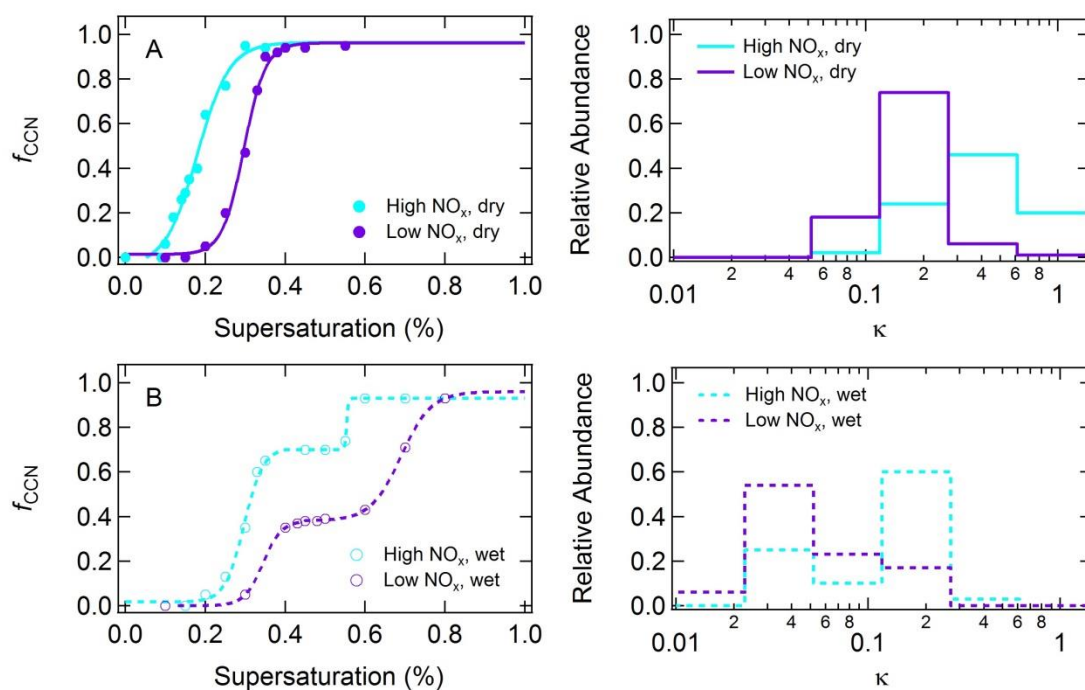 A
1.0
0.8
0.6
0.4
0.2
0.0
fCCN
High NOx, dry
Low NOx, dry
0.0 0.2 0.4 0.6 0.8 1.0
Supersaturation (%)
High NOx, dry
Low NOx, dry
1.0
0.8
0.6
0.4
0.2
0.0
Relative Abundance
2 4 6 8 2 4 6 8
0.01 0.1 1
κ
B
1.0
0.8
0.6
0.4
0.2
0.0
fCCN
High NOx, wet
Low NOx, wet
0.0 0.2 0.4 0.6 0.8 1.0
Supersaturation (%)
High NOx, wet
Low NOx, wet
1.0
0.8
0.6
0.4
0.2
0.0
Relative Abundance
2 4 6 8 2 4 6 8
0.01 0.1 1
κ